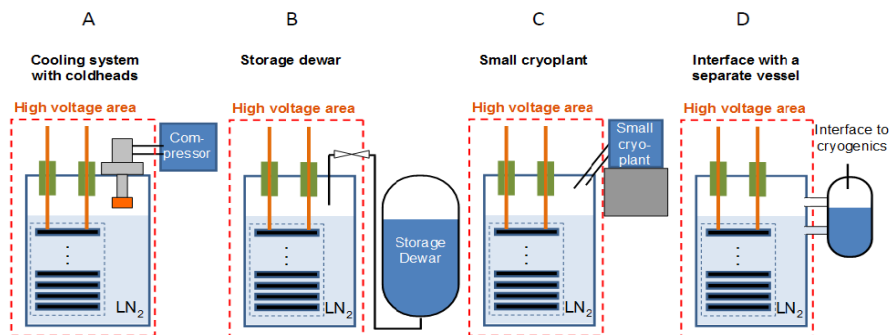 A
B
C
D
Cooling system
with coldheads
Storage dewar
Small cryoplant
Interface with a
separate vessel
High voltage area
High voltage area
High voltage area
High voltage area
Com-
pressor
Small
cryo-
plant
Interface to
cryogenics
Storage
Dewar
LN2
LN2
LN2
LN2